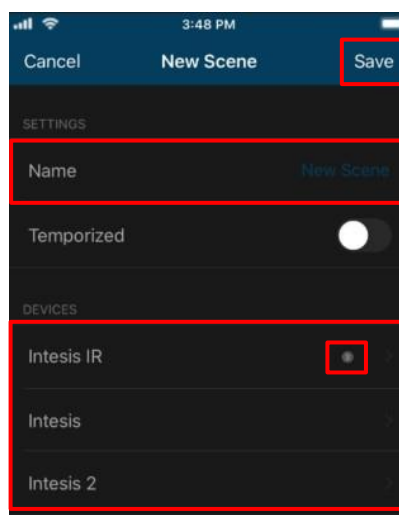 3:48 PM
Cancel New Scene Save
SETTINGS
Name New Scene
Temporized
DEVICES
Intesis IR
Intesis
Intesis 2